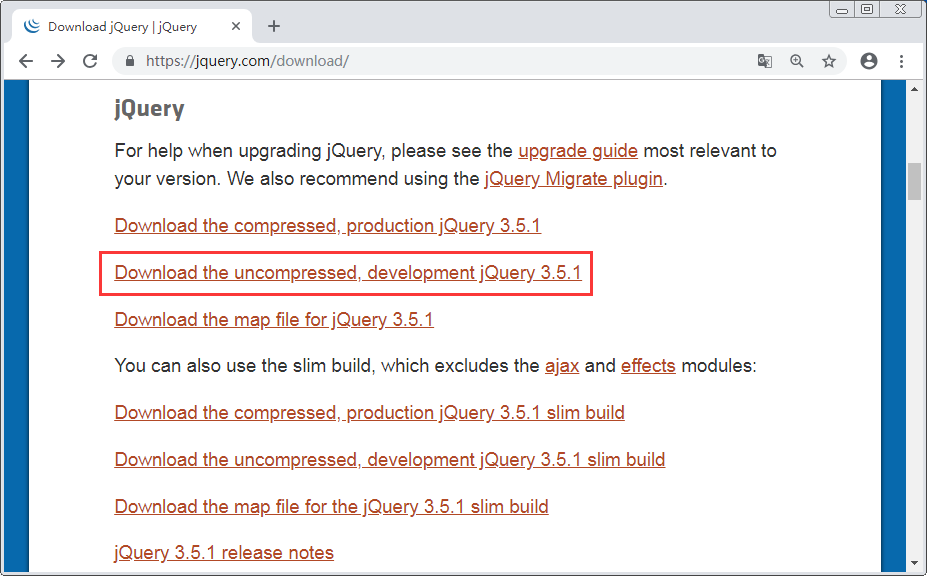 Download jQuery | jQuery
https://jquery.com/download/
jQuery
For help when upgrading jQuery, please see the upgrade guide most relevant to
your version. We also recommend using the jQuery Migrate plugin.
Download the compressed, production jQuery 3.5.1
Download the uncompressed, development jQuery 3.5.1
Download the map file for jQuery 3.5.1
You can also use the slim build, which excludes the ajax and effects modules:
Download the compressed, production jQuery 3.5.1 slim build
Download the uncompressed, development jQuery 3.5.1 slim build
Download the map file for the jQuery 3.5.1 slim build
jQuery 3.5.1 release notes